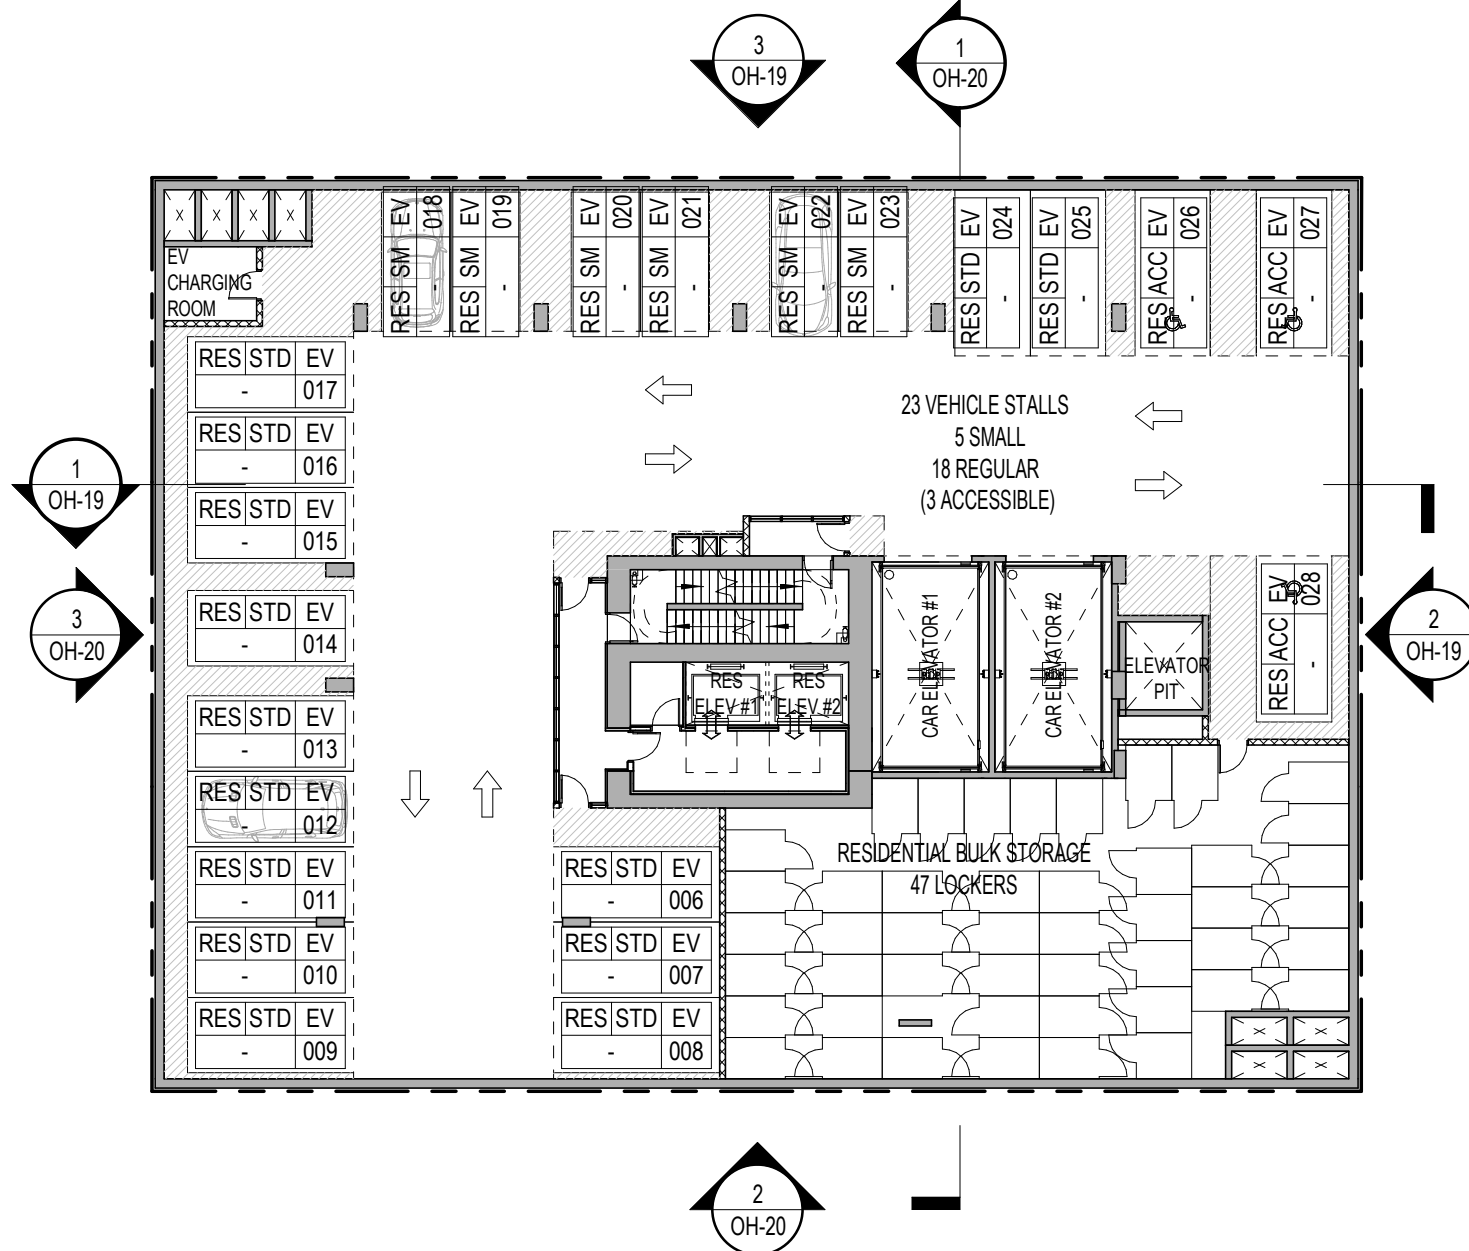 3
OH-19
1
OH-20
RES SM EV
018
-
RES SM EV
019
-
RES SM EV
020
-
RES SM EV
021
-
RES SM EV
022
-
RES SM EV
023
-
RES STD EV
024
-
RES STD EV
025
-
RES ACC EV
026
-
RES ACC EV
027
-
EV
CHARGING
ROOM
RES STD EV
- 017
RES STD EV
- 016
RES STD EV
- 015
RES STD EV
- 014
RES STD EV
- 013
RES STD EV
- 012
RES STD EV
- 011
RES STD EV
- 010
RES STD EV
- 009
23 VEHICLE STALLS
5 SMALL
18 REGULAR
(3 ACCESSIBLE)
1
OH-19
3
OH-20
2
OH-19
RES ACC EV
028
-
CAR ELEVATOR #1
CAR ELEVATOR #2
ELEVATOR
PIT
RES
ELEV #1
RES
ELEV #2
RES STD EV
- 006
RES STD EV
- 007
RES STD EV
- 008
RESIDENTIAL BULK STORAGE
47 LOCKERS
2
OH-20